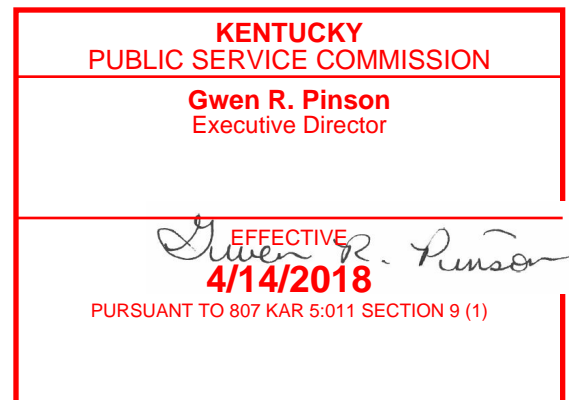 KENTUCKY
PUBLIC SERVICE COMMISSION
Gwen R. Pinson
Executive Director
Gwen R. Pinson
EFFECTIVE
4/14/2018
PURSUANT TO 807 KAR 5:011 SECTION 9 (1)